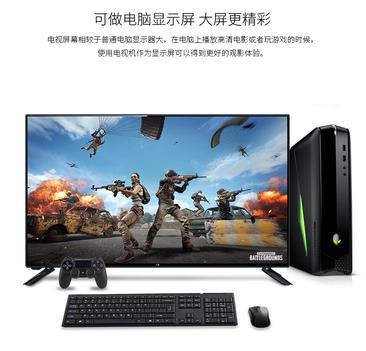 可做电脑显示屏 大屏更精彩
电视屏幕相较于普通电脑显示器大，在电脑上播放高清电影或者玩游戏的时候，
使用电视机作为显示屏可以得到更好的观影体验。
BATTLEGROUNDS